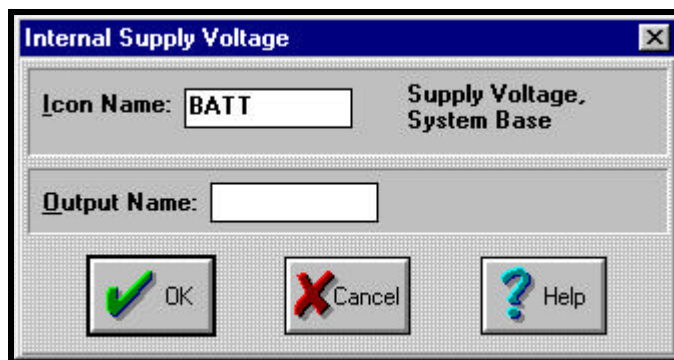 Internal Supply Voltage
Icon Name: BATT
Supply Voltage,
System Base
Output Name:
OK Cancel Help